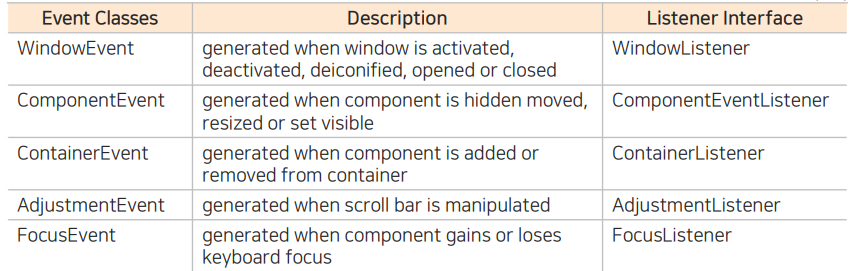 Event Classes Description Listener Interface
WindowEvent generated when window is activated, WindowListener
deactivated, deiconified, opened or closed
ComponentEvent generated when component is hidden moved, ComponentEventListener
resized or set visible
ContainerEvent generated when component is added or ContainerListener
removed from container
AdjustmentEvent generated when scroll bar is manipulated AdjustmentListener
FocusEvent generated when component gains or loses FocusListener
keyboard focus